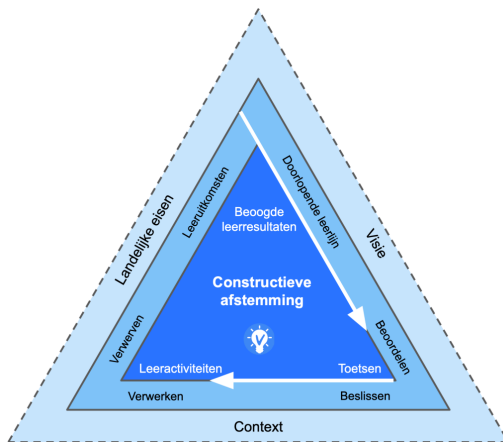 Landelijke eisen
Visie
Context
Leeruitkomsten
Doorlopende leerlijn
Verwerven
Beoordelen
Verwerken
Beslissen
Beoogde
leerresultaten
Constructieve
afstemming
V
Leeractiviteiten
Toetsen